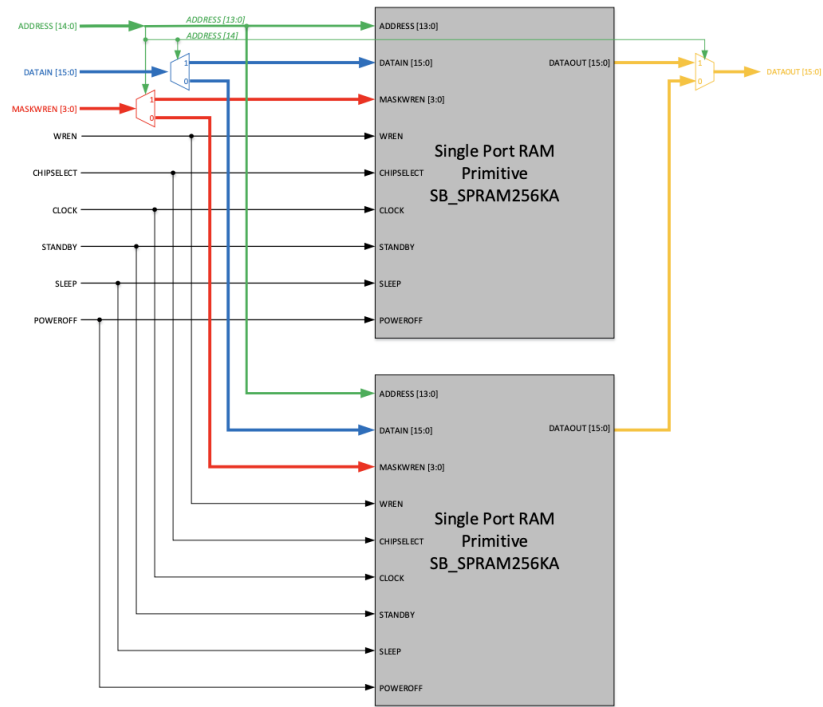 ADDRESS [14:0]
ADDRESS [13:0]
ADDRESS [13:0]
ADDRESS [14]
DATAIN [15:0]
1
0
DATAIN [15:0]
DATAOUT [15:0]
1
0
DATAOUT [15:0]
MASKWREN [3:0]
1
0
MASKWREN [3:0]
WREN
WREN
CHIPSELECT
CHIPSELECT
CLOCK
CLOCK
STANDBY
STANDBY
SLEEP
SLEEP
POWEROFF
POWEROFF
Single Port RAM
Primitive
SB_SPRAM256KA
ADDRESS [13:0]
DATAIN [15:0]
DATAOUT [15:0]
MASKWREN [3:0]
WREN
CHIPSELECT
CLOCK
STANDBY
SLEEP
POWEROFF
Single Port RAM
Primitive
SB_SPRAM256KA